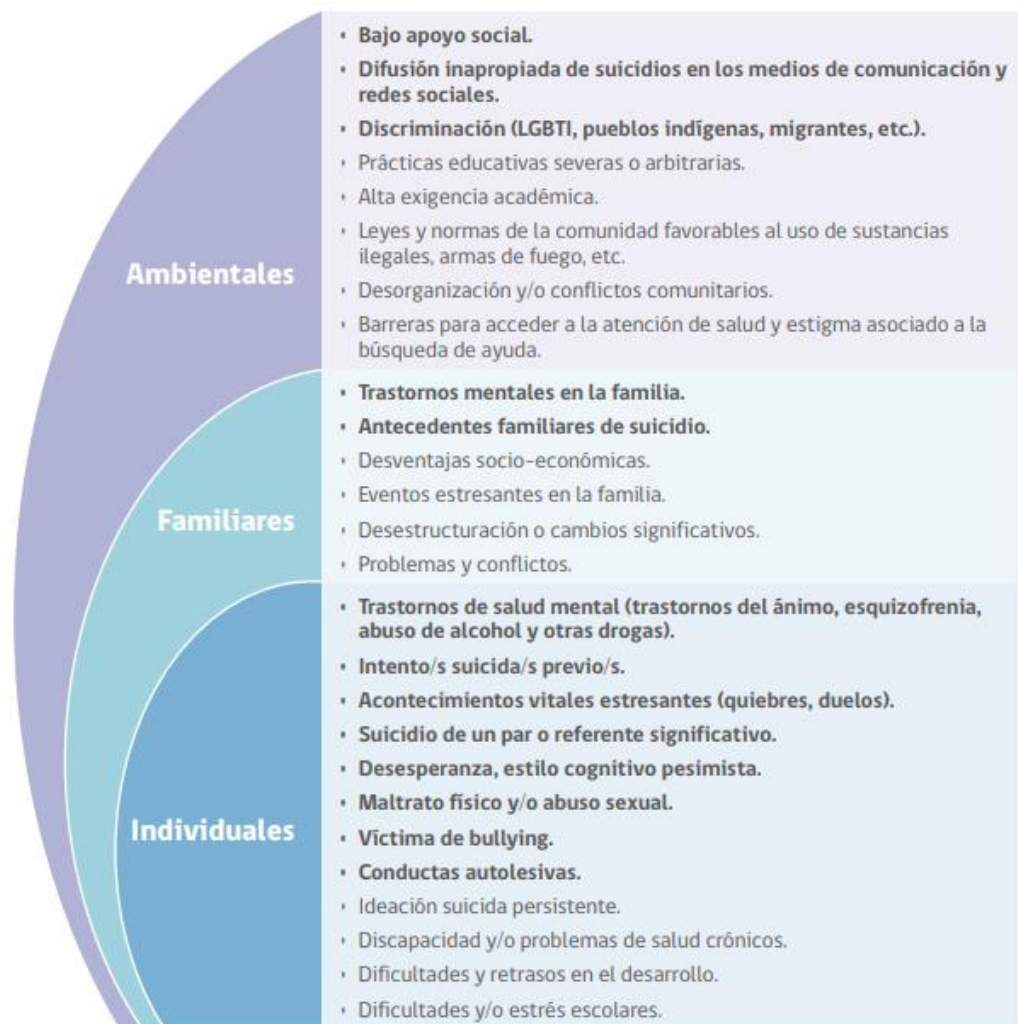 Ambientales
• Bajo apoyo social.
• Difusión inapropiada de suicidios en los medios de comunicación y
redes sociales.
• Discriminación (LGBTI, pueblos indígenas, migrantes, etc.).
• Prácticas educativas severas o arbitrarias.
• Alta exigencia académica.
• Leyes y normas de la comunidad favorables al uso de sustancias
ilegales, armas de fuego, etc.
• Desorganización y/o conflictos comunitarios.
• Barreras para acceder a la atención de salud y estigma asociado a la
búsqueda de ayuda.
Familiares
• Trastornos mentales en la familia.
• Antecedentes familiares de suicidio.
• Desventajas socio-económicas.
• Eventos estresantes en la familia.
• Desestructuración o cambios significativos.
• Problemas y conflictos.
Individuales
• Trastornos de salud mental (trastornos del ánimo, esquizofrenia,
abuso de alcohol y otras drogas).
• Intento/s suicida/s previo/s.
• Acontecimientos vitales estresantes (quiebres, duelos).
• Suicidio de un par o referente significativo.
• Desesperanza, estilo cognitivo pesimista.
• Maltrato físico y/o abuso sexual.
• Víctima de bullying.
• Conductas autolesivas.
• Ideación suicida persistente.
• Discapacidad y/o problemas de salud crónicos.
• Dificultades y retrasos en el desarrollo.
• Dificultades y/o estrés escolares.